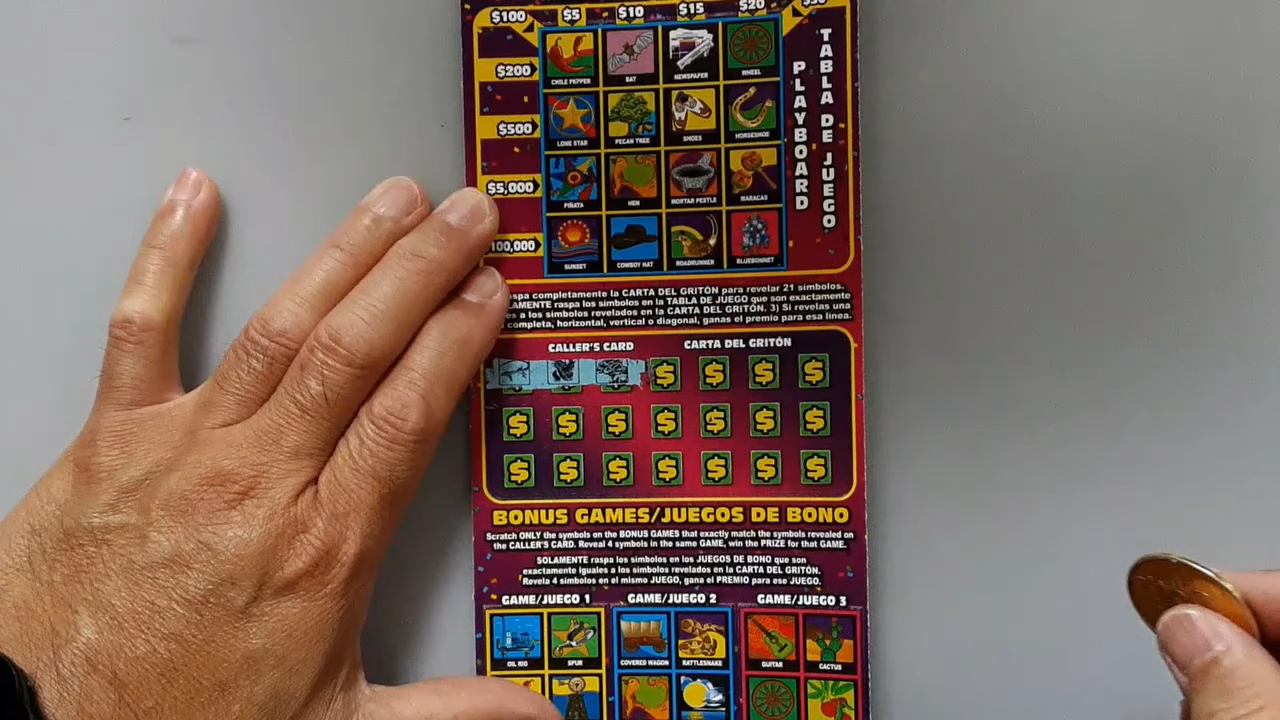 $100 $5 $10 $15 $20 $50
$200
CHILE PEPPER BAT NEWSPAPER WHEEL
TABLA DE JUEGO
PLAYBOARD
$500
LONE STAR PECAN TREE SHOES HORSESHOE
$5,000
PIÑATA HEN MORTAR PESTLE MARACAS
100,000
SUNSET COWBOY HAT ROADRUNNER BLUEBONNET
aspa completamente la CARTA DEL GRITÓN para revelar 21 símbolos.
LAMENTE raspa los símbolos en la TABLA DE JUEGO que son exactamente
es a los símbolos revelados en la CARTA DEL GRITÓN. 3) Si revelas una
completa, horizontal, vertical o diagonal, ganas el premio para esa línea.
CALLER'S CARD CARTA DEL GRITÓN
$ $ $ $
$ $ $ $ $ $ $
$ $ $ $ $ $ $
BONUS GAMES/JUEGOS DE BONO
Scratch ONLY the symbols on the BONUS GAMES that exactly match the symbols revealed on
the CALLER'S CARD. Reveal 4 symbols in the same GAME, win the PRIZE for that GAME.
SOLAMENTE raspa los símbolos en los JUEGOS DE BONO que son
exactamente iguales a los símbolos revelados en la CARTA DEL GRITÓN.
Revela 4 símbolos en el mismo JUEGO, gana el PREMIO para ese JUEGO.
GAME/JUEGO 1 GAME/JUEGO 2 GAME/JUEGO 3
OIL RIG SPUR COVERED WAGON RATTLESNAKE GUITAR CACTUS